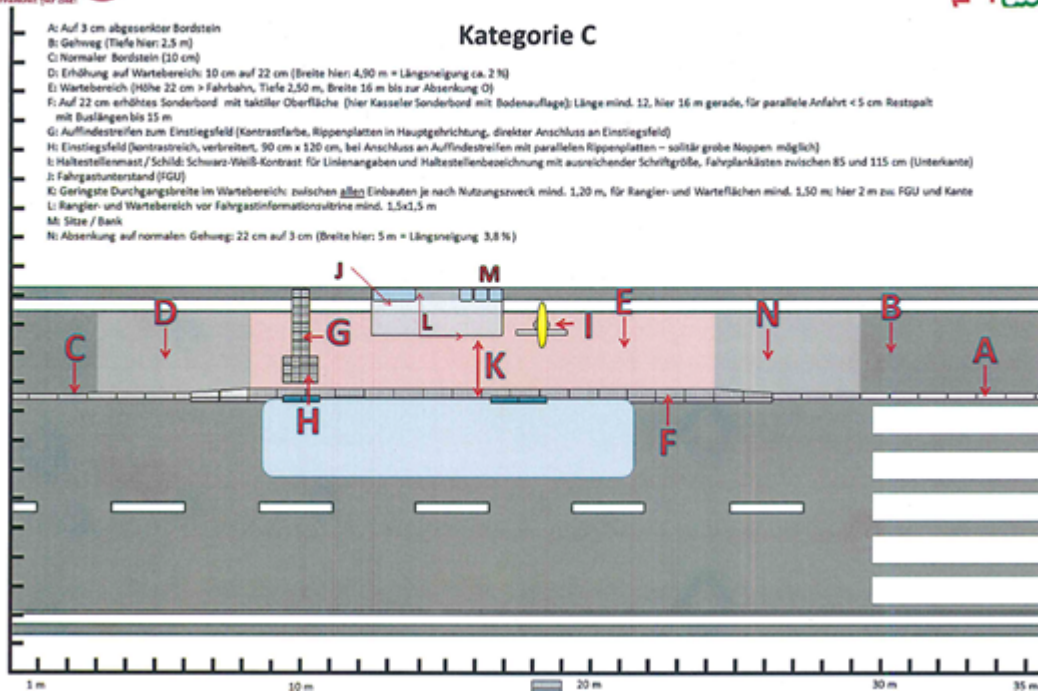 Kategorie C
A: Auf 3 cm abgesenkter Bordstein
B: Gehweg (Tiefe hier: 2,5 m)
C: Normaler Bordstein (10 cm)
D: Erhöhung auf Wartebereich: 10 cm auf 22 cm (Breite hier: 4,90 m = Längsneigung ca. 2 %)
E: Wartebereich (Höhe 22 cm > Fahrbahn, Tiefe 2,50 m, Breite 16 m bis zur Absenkung O)
F: Auf 22 cm erhöhtes Sonderbord mit taktiler Oberfläche (hier Kasseler Sonderbord mit Bodenauflage): Länge mind. 12, hier 16 m gerade, für parallele Anfahrt < 5 cm Restspalt
mit Buslängen bis 15 m
G: Auffindestreifen zum Einstiegsfeld (Kontrastfarbe, Rippenplatten in Hauptgehrichtung, direkter Anschluss an Einstiegsfeld)
H: Einstiegsfeld (kontrastreich, verbreitert, 90 cm x 120 cm, bei Anschluss an Auffindestreifen mit parallelen Rippenplatten – solitär grobe Noppen möglich)
I: Haltestellenmast / Schild: Schwarz-Weiß-Kontrast für Linienangaben und Haltestellenbezeichnung mit ausreichender Schriftgröße, Fahrplankästen zwischen 85 und 115 cm (Unterkante)
J: Fahrgastunterstand (FGU)
K: Geringste Durchgangsbreite im Wartebereich: zwischen allen Einbauten je nach Nutzungszweck mind. 1,20 m, für Rangier- und Warteflächen mind. 1,50 m; hier 2 m zw. FGU und Kante
L: Rangier- und Wartebereich vor Fahrgastinformationsvitrine mind. 1,5x1,5 m
M: Sitze / Bank
N: Absenkung auf normalen Gehweg: 22 cm auf 3 cm (Breite hier: 5 m = Längsneigung 3,8 %)
J M
D L I E N B
C G K A
H F
1 m 10 m 20 m 30 m 35 m